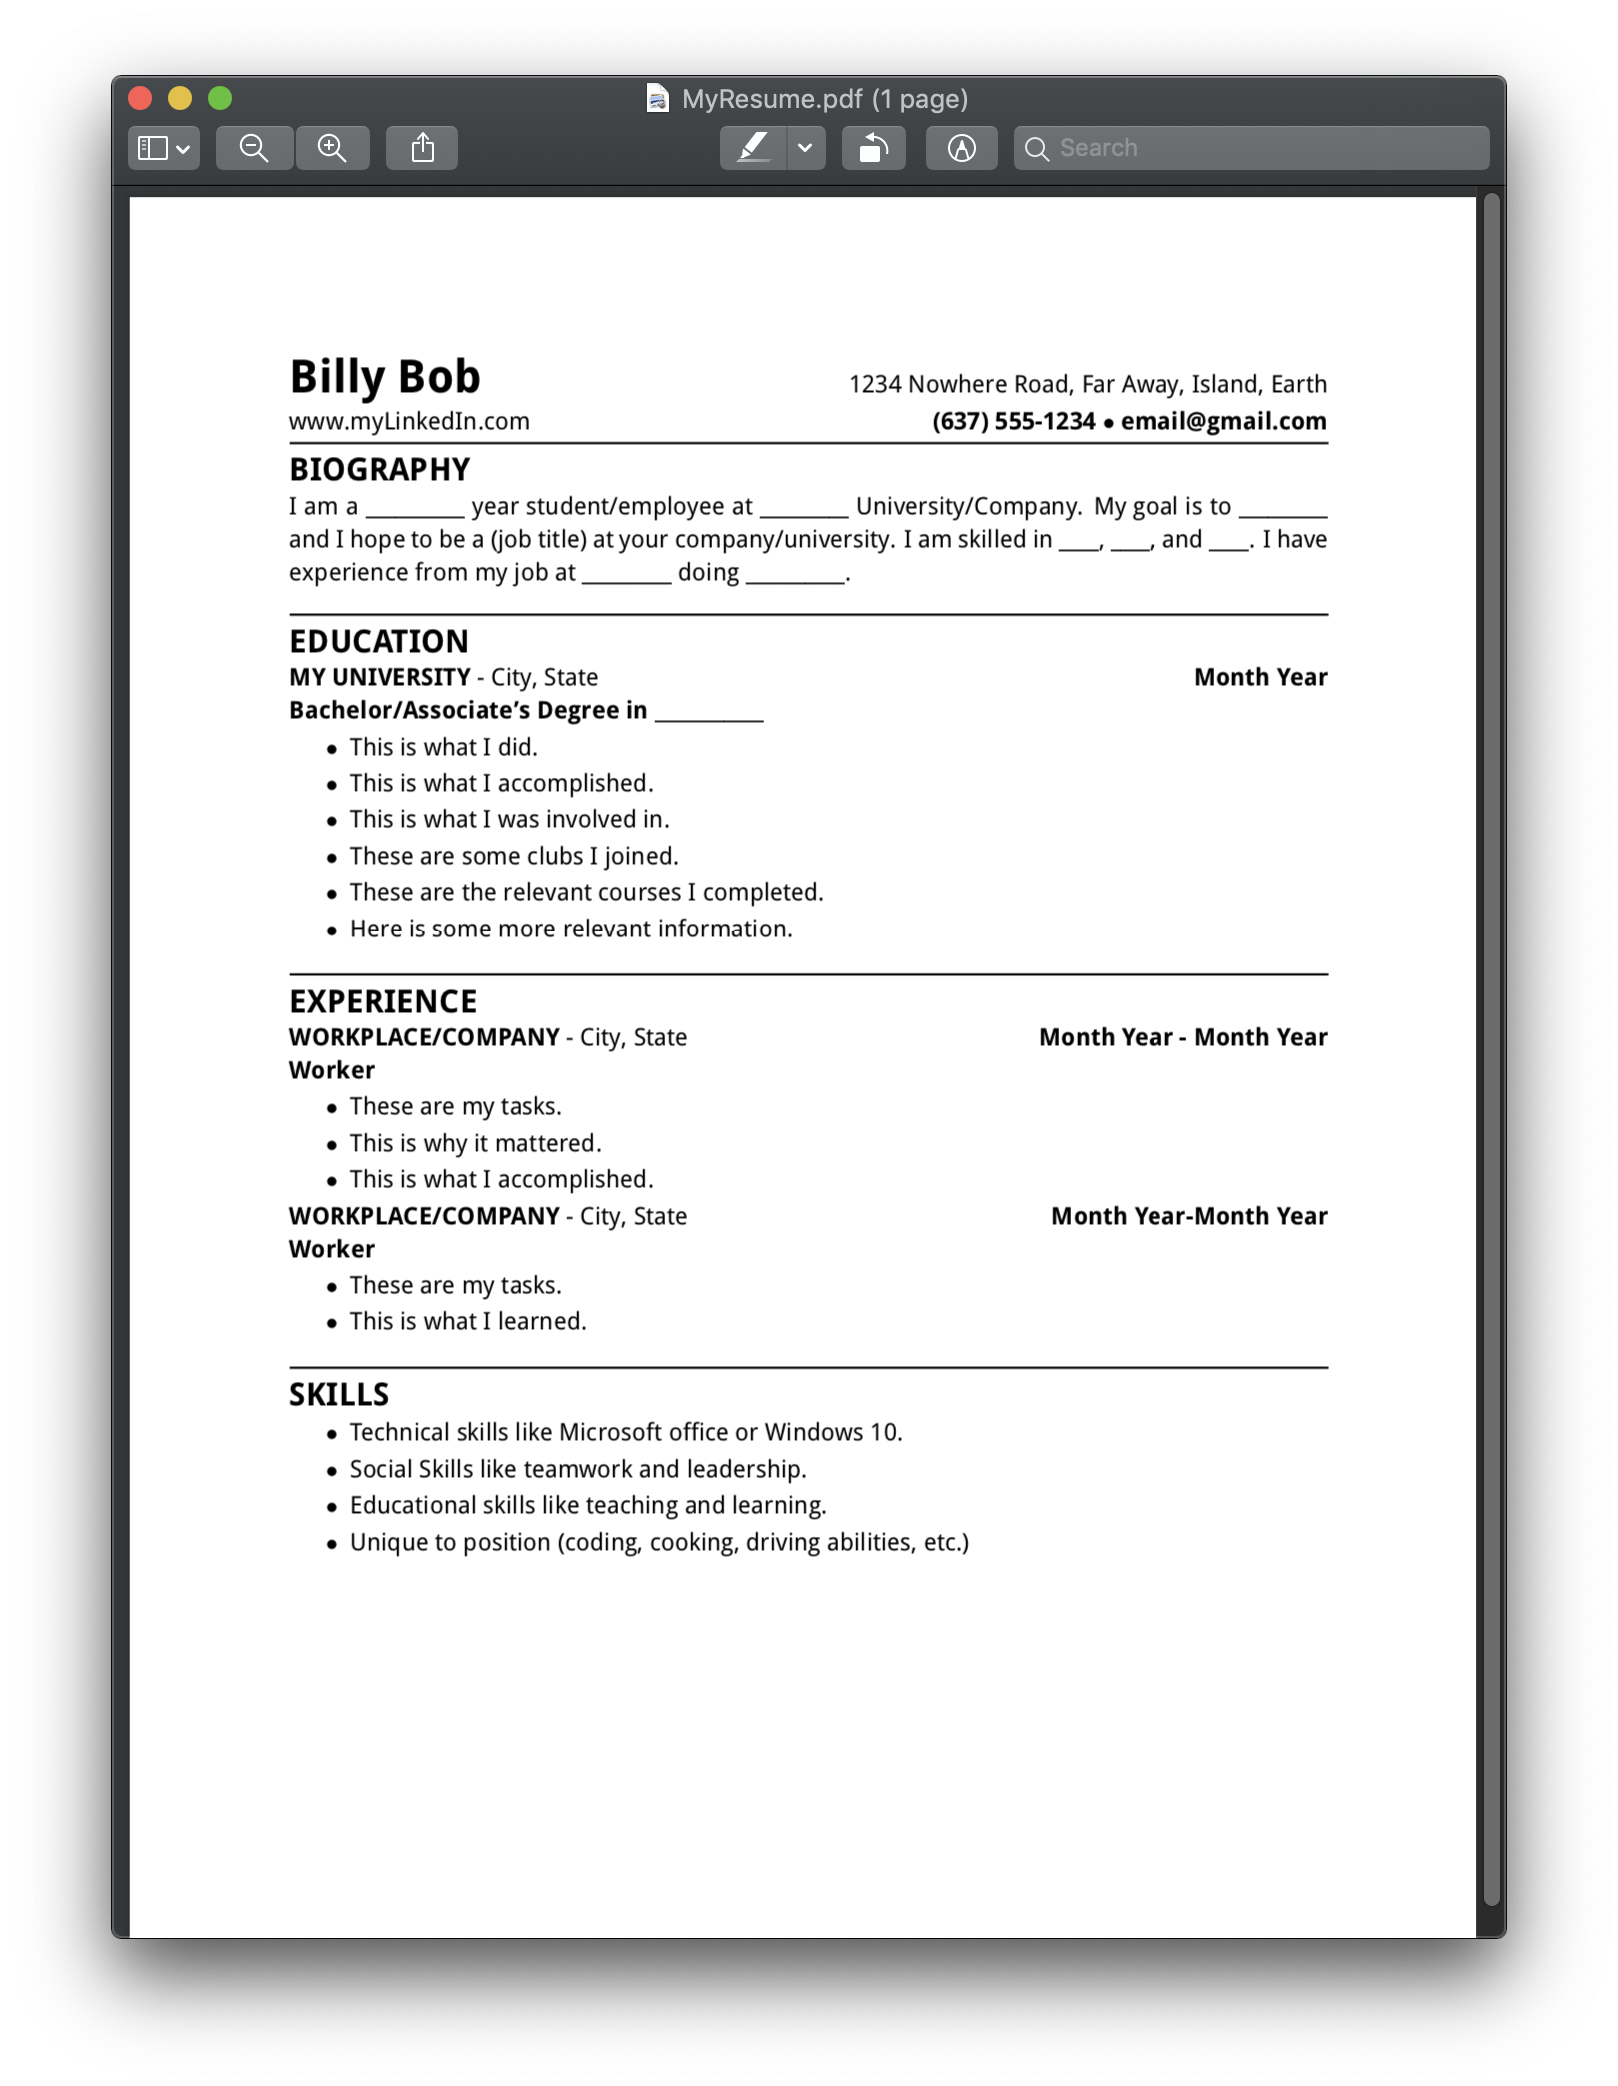 MyResume.pdf (1 page)
Search
Billy Bob
1234 Nowhere Road, Far Away, Island, Earth
www.myLinkedIn.com
(637) 555-1234 ● email@gmail.com
BIOGRAPHY
I am a _________ year student/employee at ________ University/Company. My goal is to ________
and I hope to be a (job title) at your company/university. I am skilled in ____, ____, and ____. I have
experience from my job at ________ doing _________.
EDUCATION
MY UNIVERSITY - City, State
Month Year
Bachelor/Associate’s Degree in __________
● This is what I did.
● This is what I accomplished.
● This is what I was involved in.
● These are some clubs I joined.
● These are the relevant courses I completed.
● Here is some more relevant information.
EXPERIENCE
WORKPLACE/COMPANY - City, State
Month Year - Month Year
Worker
● These are my tasks.
● This is why it mattered.
● This is what I accomplished.
WORKPLACE/COMPANY - City, State
Month Year-Month Year
Worker
● These are my tasks.
● This is what I learned.
SKILLS
● Technical skills like Microsoft office or Windows 10.
● Social Skills like teamwork and leadership.
● Educational skills like teaching and learning.
● Unique to position (coding, cooking, driving abilities, etc.)